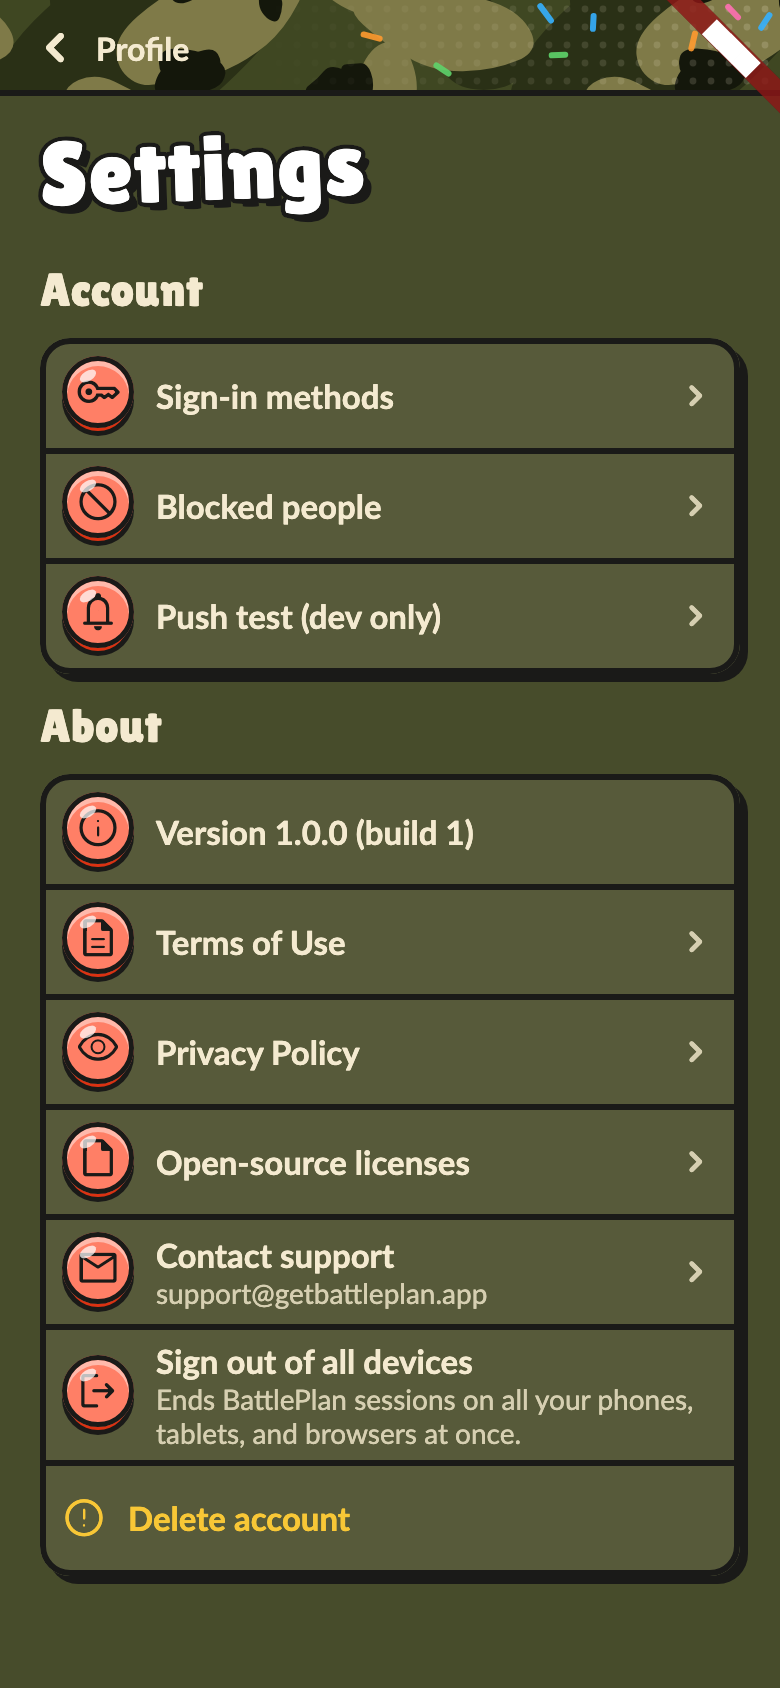 Profile
Settings
Account
Sign-in methods
Blocked people
Push test (dev only)
About
Version 1.0.0 (build 1)
Terms of Use
Privacy Policy
Open-source licenses
Contact support
support@getbattleplan.app
Sign out of all devices
Ends BattlePlan sessions on all your phones,
tablets, and browsers at once.
Delete account